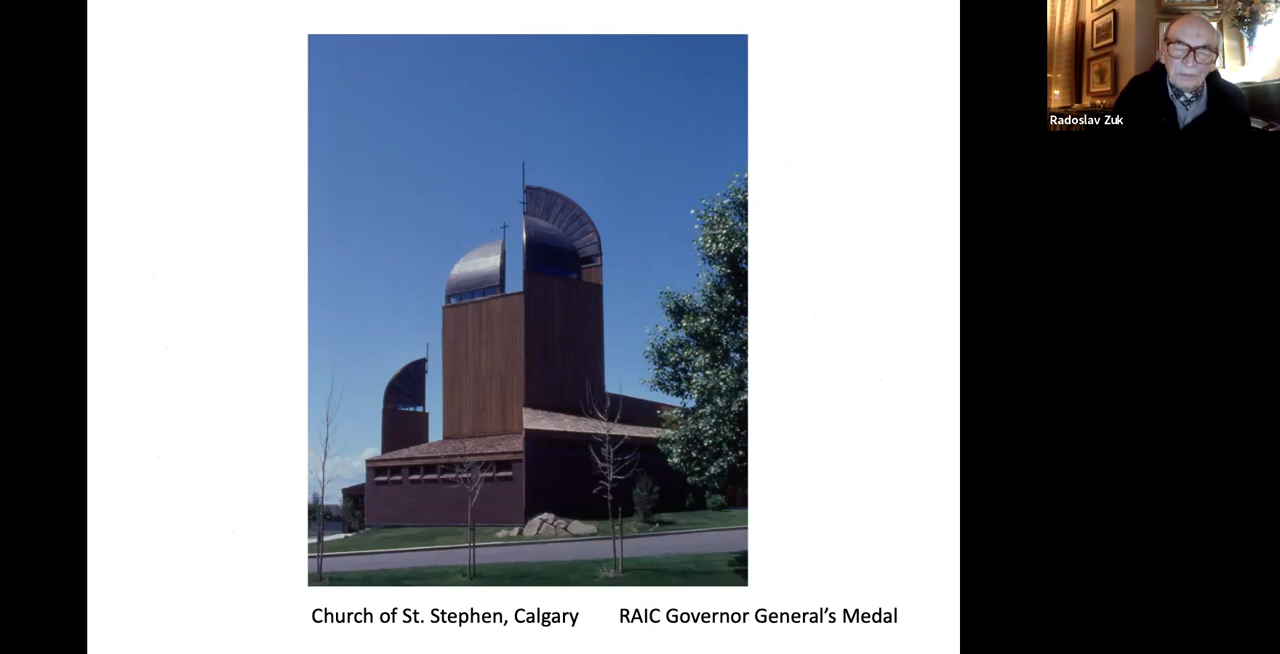 Radoslav Zuk
Church of St. Stephen, Calgary RAIC Governor General’s Medal